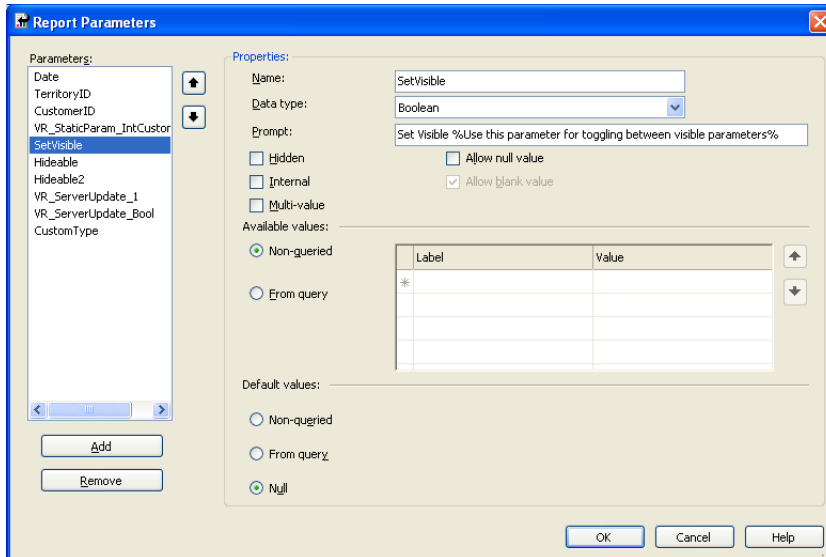 Report Parameters
Parameters:
Date
TerritoryID
CustomerID
VR_StaticParam_IntCustor
SetVisible
Hideable
Hideable2
VR_ServerUpdate_1
VR_ServerUpdate_Bool
CustomType
Add
Remove
Properties:
Name:
SetVisible
Data type:
Boolean
Prompt:
Set Visible %Use this parameter for toggling between visible parameters%
Hidden
Allow null value
Internal
Allow blank value
Multi-value
Available values:
Non-queried
From query
Label
Value
Default values:
Non-queried
From query
Null
OK
Cancel
Help